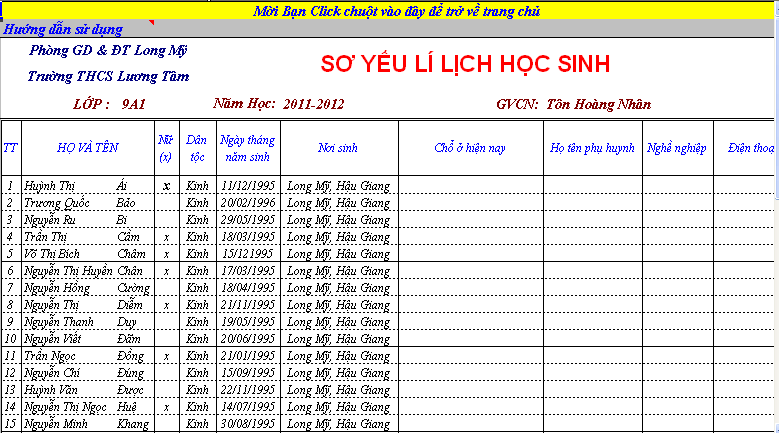 Mời Bạn Click chuột vào đây để trở về trang chủ
Hướng dẫn sử dụng
Phòng GD & ĐT Long Mỹ
Trường THCS Lương Tâm
SƠ YẾU LÍ LỊCH HỌC SINH
LỚP : 9A1 Năm Học: 2011-2012 GVCN: Tôn Hoàng Nhân
TT HỌ VÀ TÊN Nữ (x) Dân tộc Ngày tháng năm sinh Nơi sinh Chỗ ở hiện nay Họ tên phụ huynh Nghề nghiệp Điện thoạ
1 Huỳnh Thị Ái x Kinh 11/12/1995 Long Mỹ, Hậu Giang
2 Trương Quốc Bảo Kinh 20/02/1996 Long Mỹ, Hậu Giang
3 Nguyễn Ru Bi Kinh 29/05/1995 Long Mỹ, Hậu Giang
4 Trần Thị Cẩm x Kinh 18/03/1995 Long Mỹ, Hậu Giang
5 Võ Thị Bích Châm x Kinh 15/121995 Long Mỹ, Hậu Giang
6 Nguyễn Thị Huyền Chân x Kinh 17/03/1995 Long Mỹ, Hậu Giang
7 Nguyễn Hồng Cường Kinh 18/04/1995 Long Mỹ, Hậu Giang
8 Nguyễn Thị Diễm x Kinh 21/11/1995 Long Mỹ, Hậu Giang
9 Nguyễn Thanh Duy Kinh 19/05/1995 Long Mỹ, Hậu Giang
10 Nguyễn Viết Đăm Kinh 20/06/1995 Long Mỹ, Hậu Giang
11 Trần Ngọc Đồng x Kinh 21/01/1995 Long Mỹ, Hậu Giang
12 Nguyễn Chí Đúng Kinh 15/09/1995 Long Mỹ, Hậu Giang
13 Huỳnh Văn Được Kinh 22/11/1995 Long Mỹ, Hậu Giang
14 Nguyễn Thị Ngọc Huệ x Kinh 14/07/1995 Long Mỹ, Hậu Giang
15 Nguyễn Minh Khang Kinh 30/08/1995 Long Mỹ, Hậu Giang